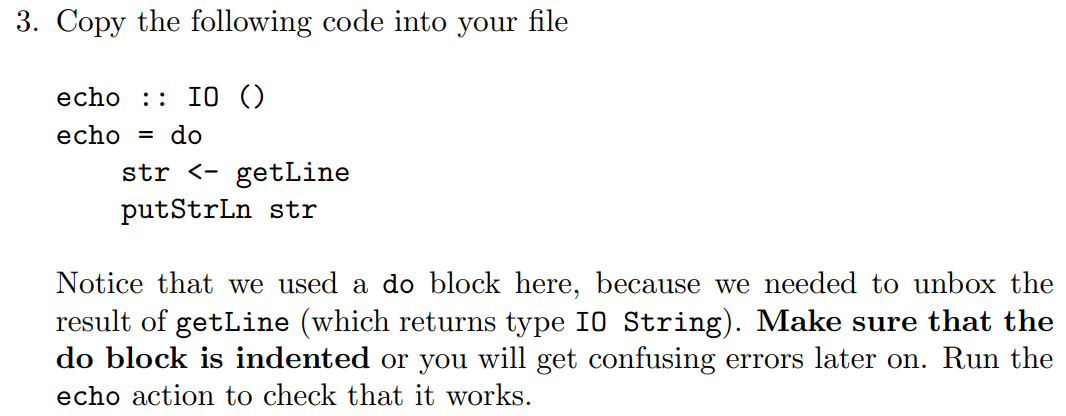 3. Copy the following code into your file
echo :: IO ()
echo = do
    str <- getLine
    putStrLn str
Notice that we used a do block here, because we needed to unbox the
result of getLine (which returns type IO String). Make sure that the
do block is indented or you will get confusing errors later on. Run the
echo action to check that it works.